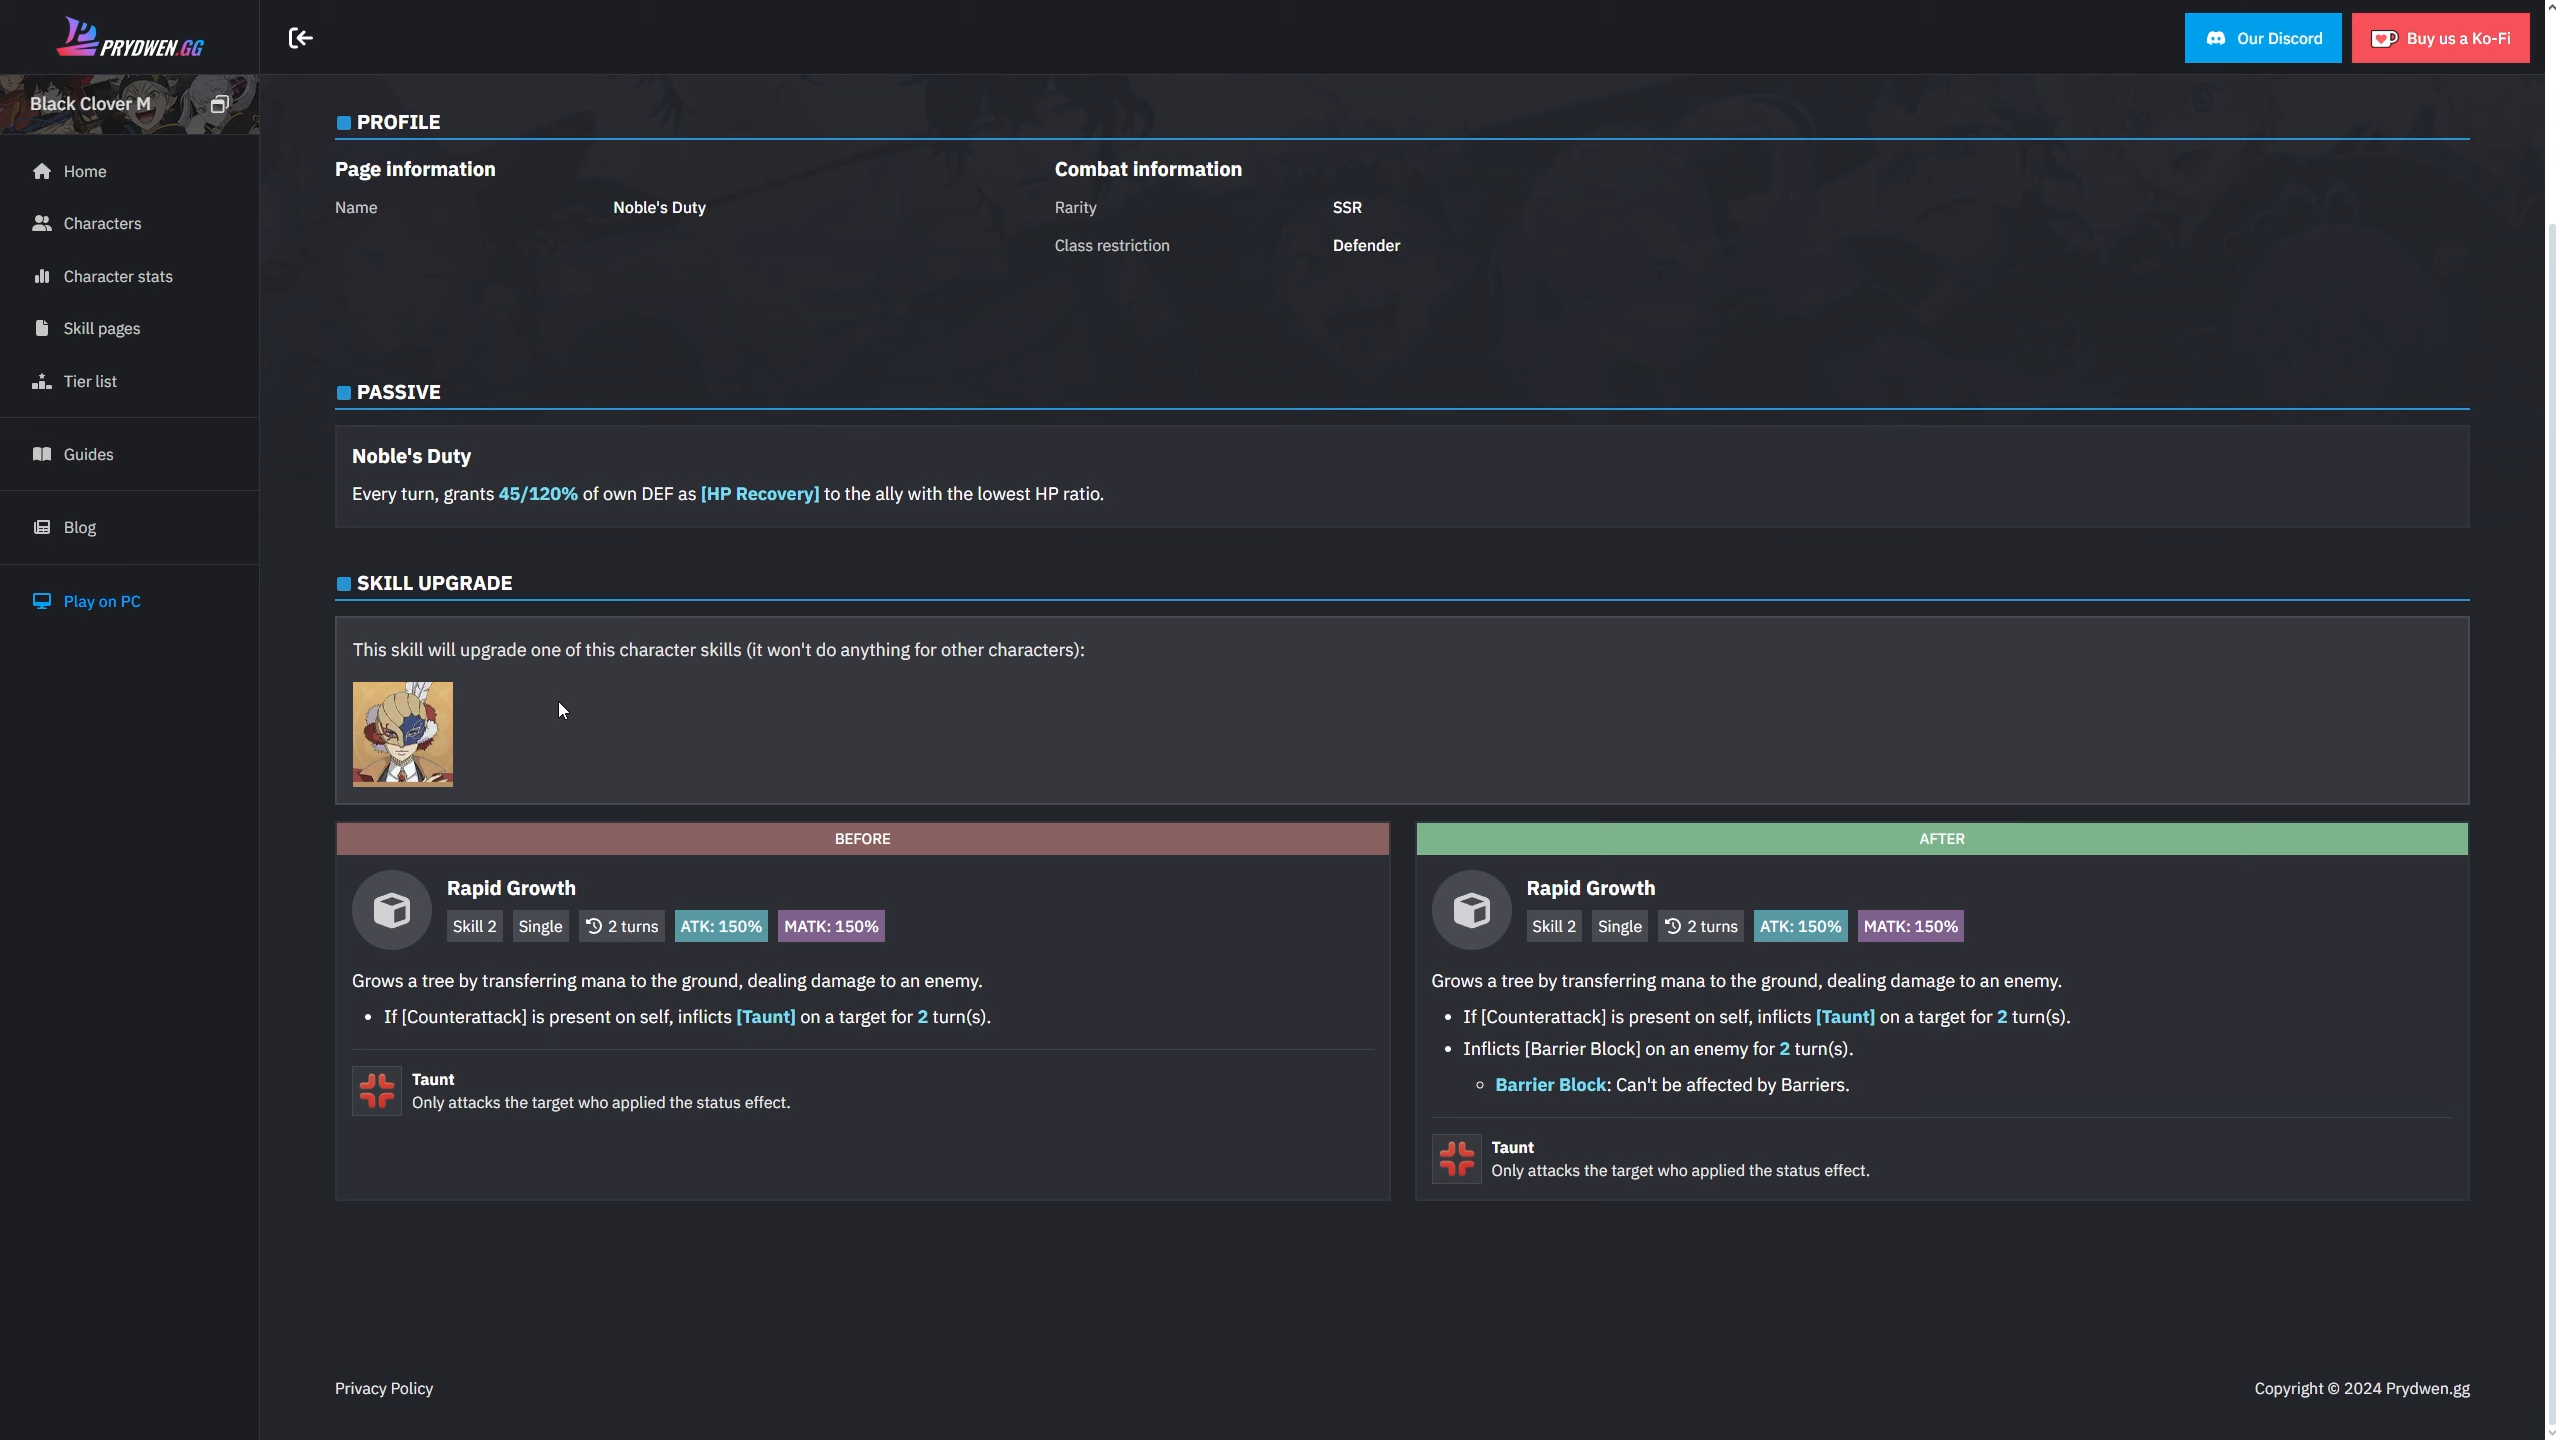 PRYDWEN.GG
Our Discord
Buy us a Ko-Fi
Black Clover M
Home
Characters
Character stats
Skill pages
Tier list
Guides
Blog
Play on PC
PROFILE
Page information
Name Noble's Duty
Combat information
Rarity SSR
Class restriction Defender
PASSIVE
Noble's Duty
Every turn, grants 45/120% of own DEF as [HP Recovery] to the ally with the lowest HP ratio.
SKILL UPGRADE
This skill will upgrade one of this character skills (it won't do anything for other characters):
BEFORE
Rapid Growth
Skill 2 Single 2 turns ATK: 150% MATK: 150%
Grows a tree by transferring mana to the ground, dealing damage to an enemy.
• If [Counterattack] is present on self, inflicts [Taunt] on a target for 2 turn(s).
Taunt
Only attacks the target who applied the status effect.
AFTER
Rapid Growth
Skill 2 Single 2 turns ATK: 150% MATK: 150%
Grows a tree by transferring mana to the ground, dealing damage to an enemy.
• If [Counterattack] is present on self, inflicts [Taunt] on a target for 2 turn(s).
• Inflicts [Barrier Block] on an enemy for 2 turn(s).
◦ Barrier Block: Can't be affected by Barriers.
Taunt
Only attacks the target who applied the status effect.
Privacy Policy
Copyright © 2024 Prydwen.gg